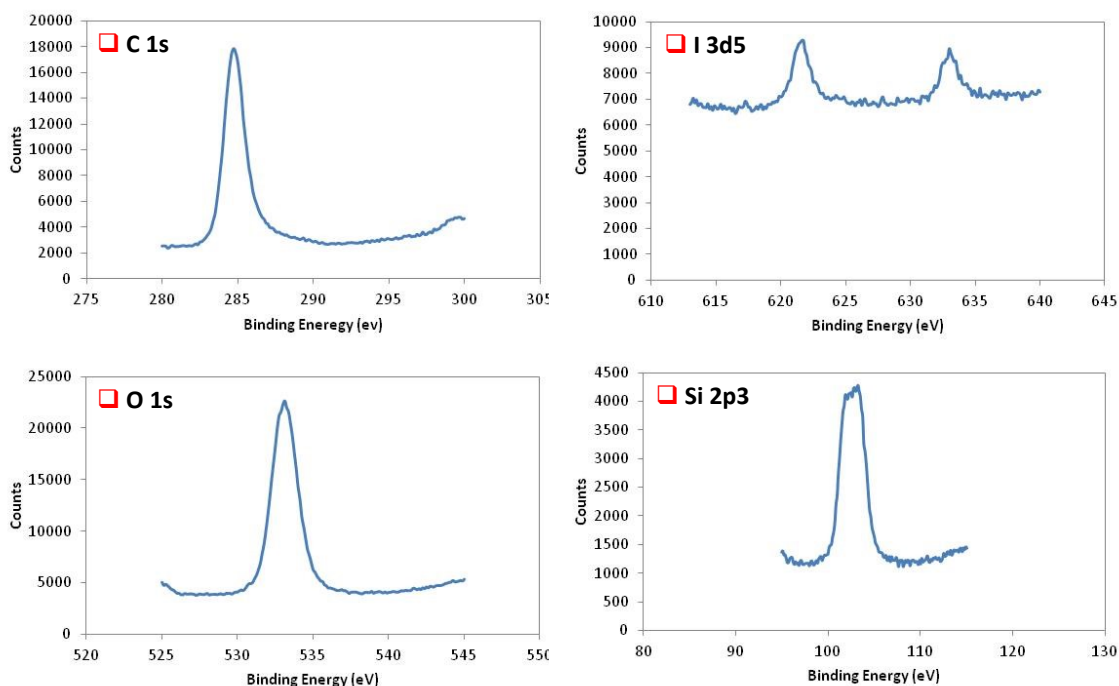 C 1s
20000
18000
16000
14000
12000
10000
8000
6000
4000
2000
0
Counts
275 280 285 290 295 300 305
Binding Eneregy (ev)
I 3d5
10000
9000
8000
7000
6000
5000
4000
3000
2000
1000
0
Counts
610 615 620 625 630 635 640 645
Binding Energy (eV)
O 1s
25000
20000
15000
10000
5000
0
Counts
520 525 530 535 540 545 550
Binding Energy (eV)
Si 2p3
4500
4000
3500
3000
2500
2000
1500
1000
500
0
Counts
80 90 100 110 120 130
Binding Energy (eV)